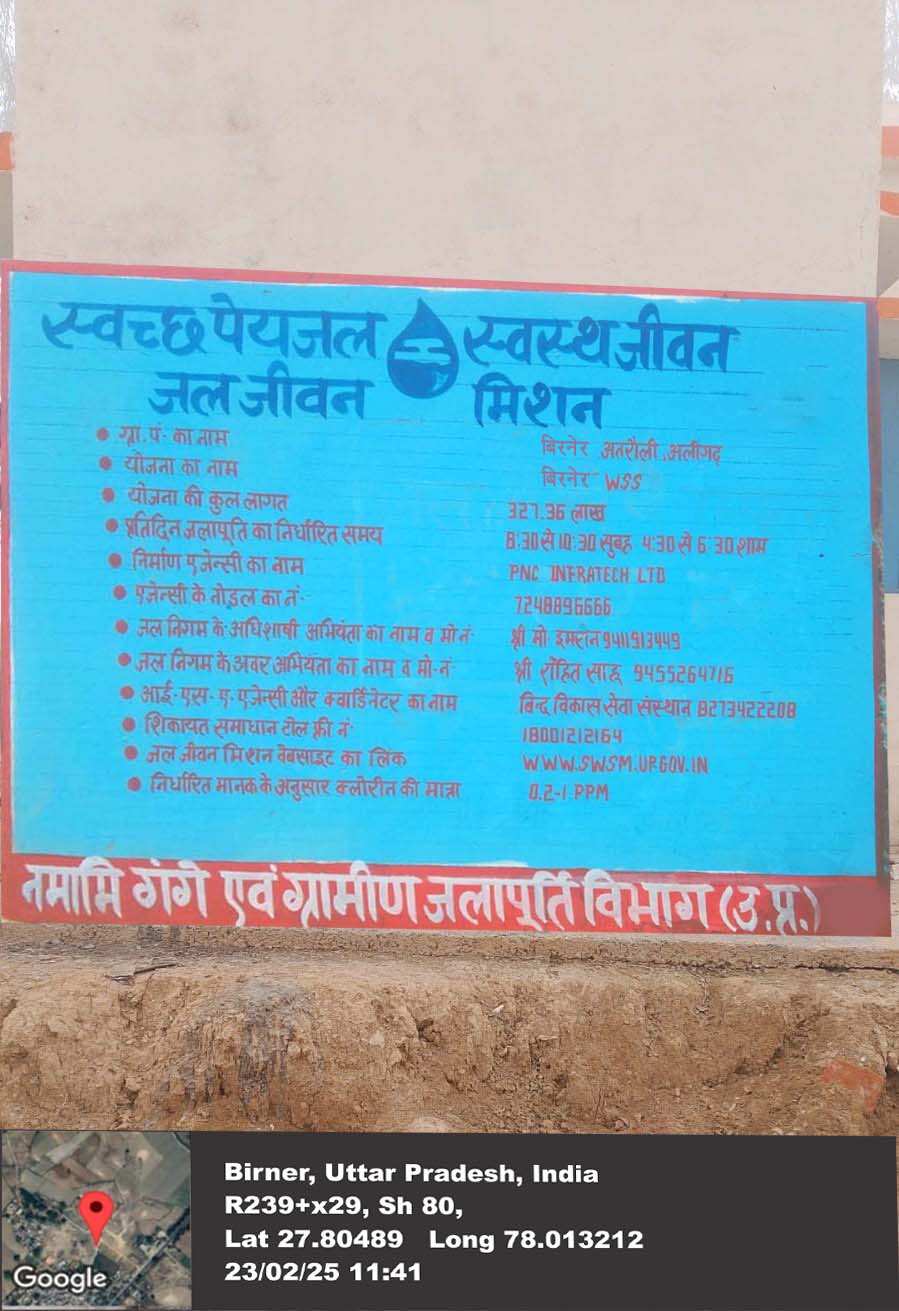 स्वच्छ पेयजल स्वस्थ जीवन
जल जीवन मिशन
ग्रा.पं. का नाम बिरनेर अतरौली, अलीगढ़
योजना का नाम बिरनेर WSS
योजना की कुल लागत 327.36 लाख
प्रतिदिन जलापूर्ति का निर्धारित समय 8:30 से 10:30 सुबह 4:30 से 6:30 शाम
निर्माण एजेन्सी का नाम PNC INFRATECH LTD
एजेन्सी के नोडल का नं. 7248896666
जल निगम के अधिशाषी अभियंता का नाम व मो.नं. श्री मो. इमरान 9411913449
जल निगम के अवर अभियंता का नाम व मो.नं. श्री रोहित साहू 9455264716
आई.एस.ए. एजेन्सी और क्वार्डिनेटर का नाम बिन्द विकास सेवा संस्थान 8273422208
शिकायत समाधान टोल फ्री नं. 18001212164
जल जीवन मिशन वेबसाइट का लिंक WWW.SWSM.UP.GOV.IN
निर्धारित मानक के अनुसार क्लोरीन की मात्रा 0.2-1 PPM
नमामि गंगे एवं ग्रामीण जलापूर्ति विभाग (उ.प्र.)
Birner, Uttar Pradesh, India
R239+x29, Sh 80,
Lat 27.80489 Long 78.013212
23/02/25 11:41
Google